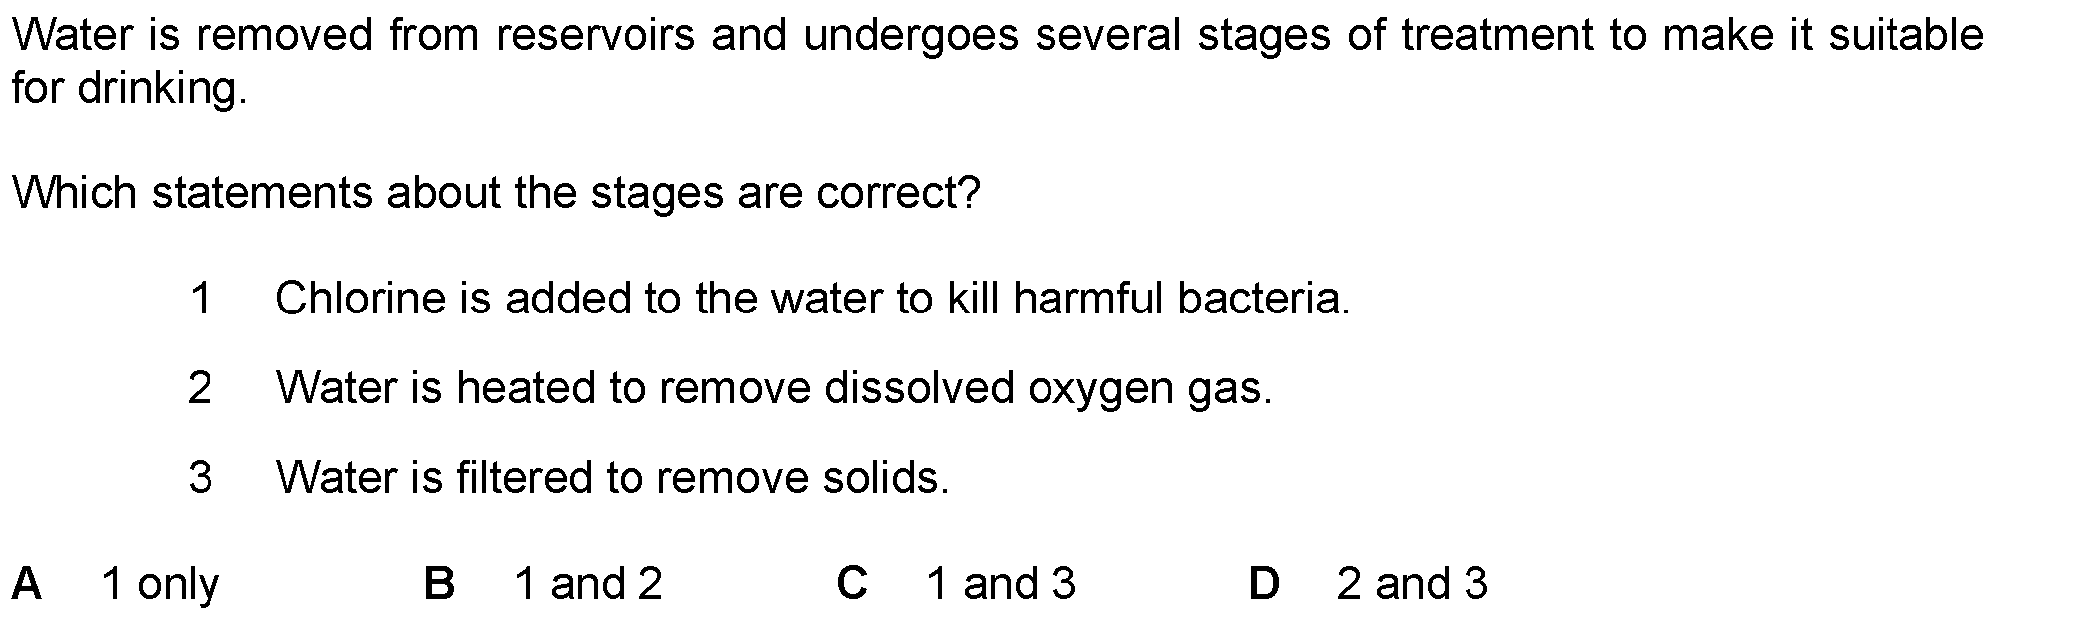 Water is removed from reservoirs and undergoes several stages of treatment to make it suitable
for drinking.
Which statements about the stages are correct?
1 Chlorine is added to the water to kill harmful bacteria.
2 Water is heated to remove dissolved oxygen gas.
3 Water is filtered to remove solids.
A 1 only B 1 and 2 C 1 and 3 D 2 and 3